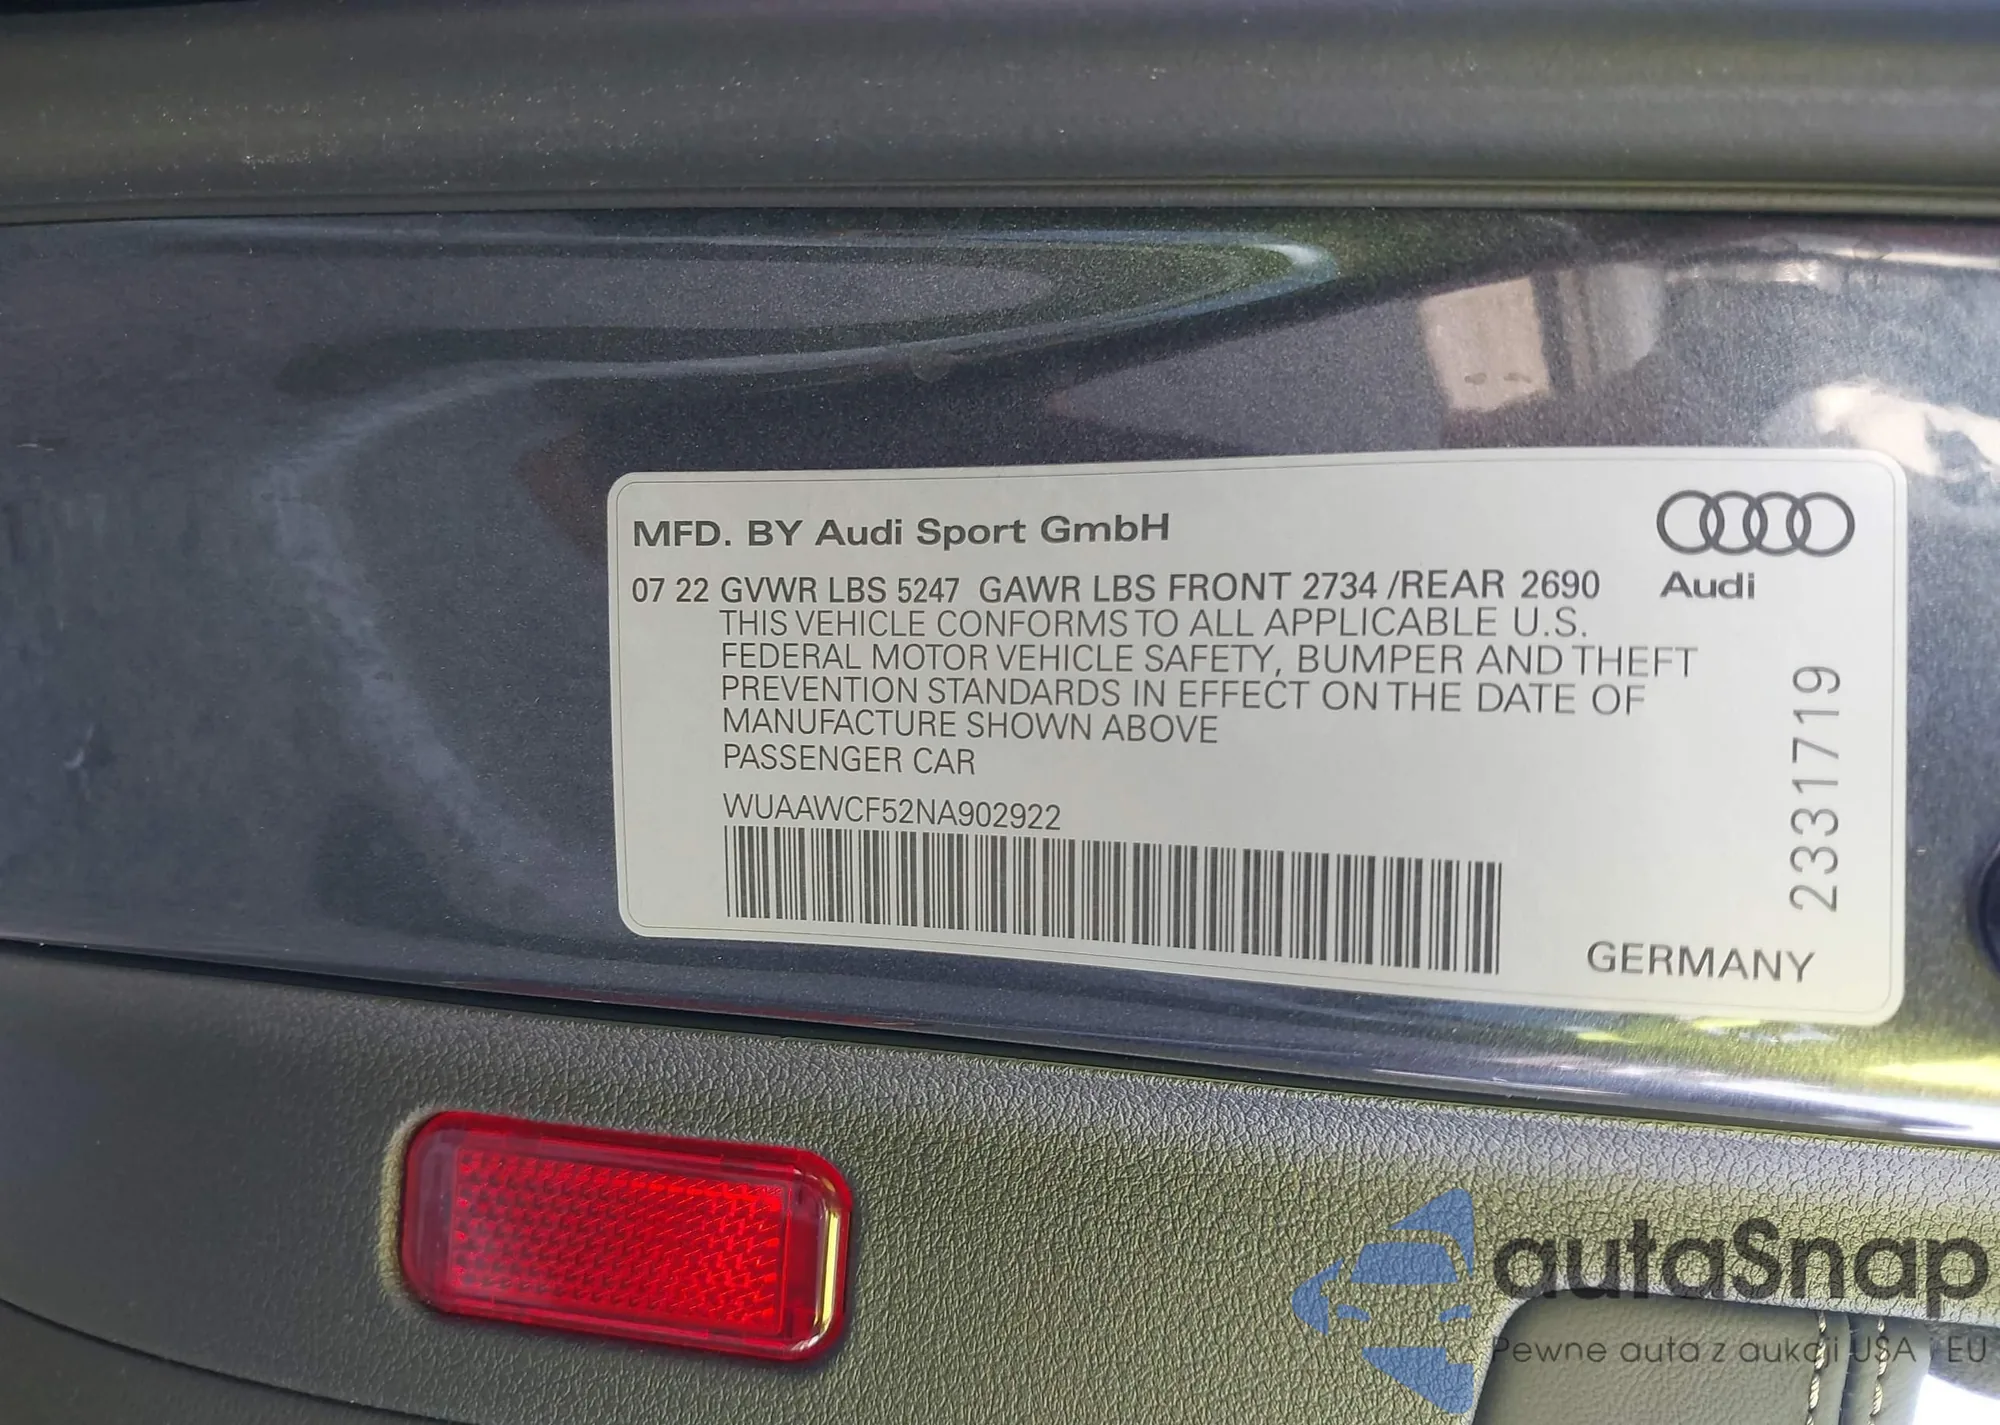 MFD. BY Audi Sport GmbH
Audi
07 22 GVWR LBS 5247 GAWR LBS FRONT 2734 /REAR 2690
THIS VEHICLE CONFORMS TO ALL APPLICABLE U.S.
FEDERAL MOTOR VEHICLE SAFETY, BUMPER AND THEFT
PREVENTION STANDARDS IN EFFECT ON THE DATE OF
MANUFACTURE SHOWN ABOVE
PASSENGER CAR
WUAAWCF52NA902922
2331719
GERMANY
autaSnap
Pewne auta z aukcji USA i EU